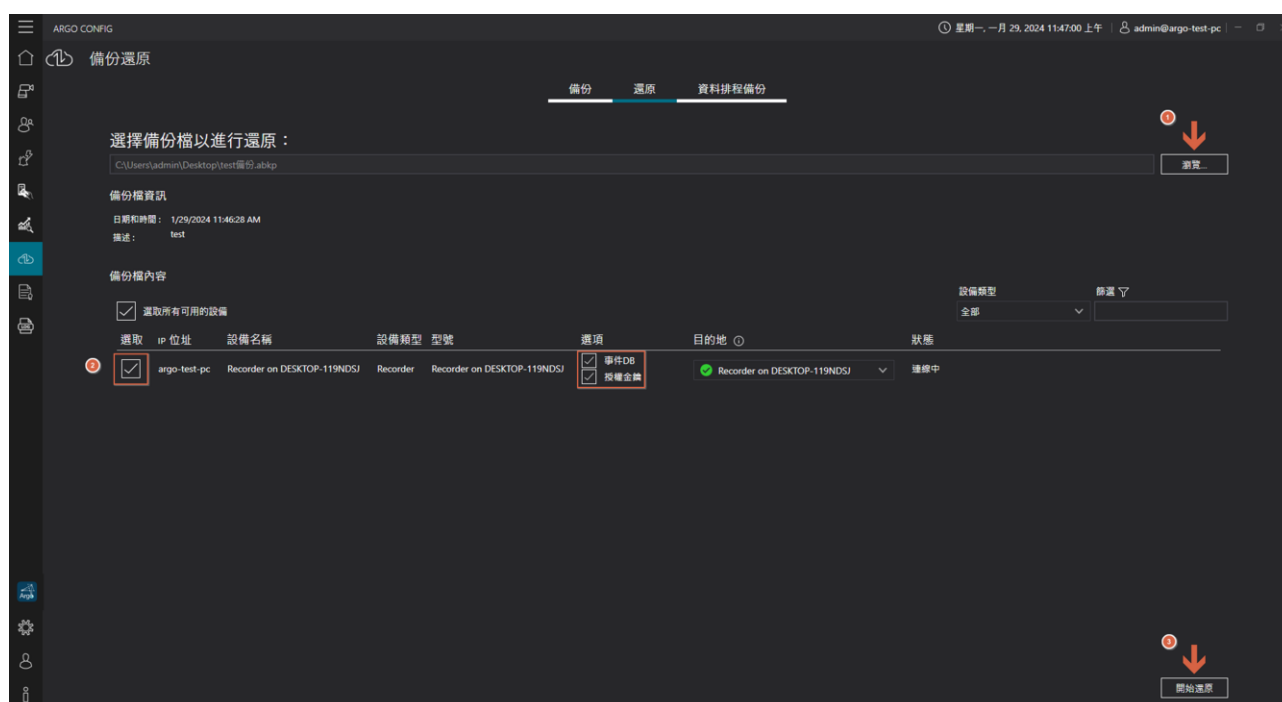 ARGO CONFIG
星期一, 一月 29, 2024 11:47:00 上午
admin@argo-test-pc
備份還原
備份 還原 資料排程備份
1
選擇備份檔以進行還原：
C:\Users\admin\Desktop\test備份.abkp
瀏覽...
備份檔資訊
日期和時間： 1/29/2024 11:46:28 AM
描述： test
備份檔內容
設備類型 篩選
選取所有可用的設備
全部
選取 IP 位址 設備名稱 設備類型 型號 選項 目的地 狀態
2
argo-test-pc Recorder on DESKTOP-119NDSJ Recorder Recorder on DESKTOP-119NDSJ
事件DB
授權金鑰
Recorder on DESKTOP-119NDSJ
連線中
Argo
3
開始還原